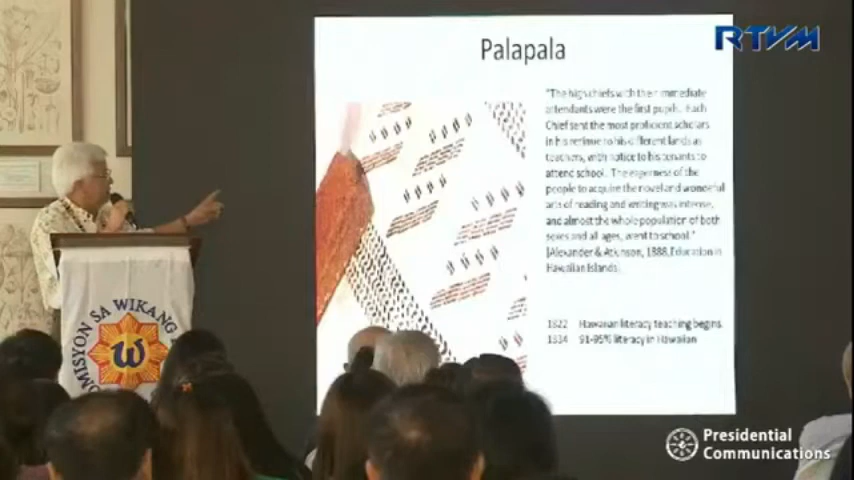 RTVM
Palapala
"The high chiefs with their immediate
attendants were the first pupils. Each
Chief sent the most proficient scholars
in his retinue to his different lands as
teachers, with notice to his tenants to
attend school. The eagerness of the
people to acquire the novel and wonderful
arts of reading and writing was intense,
and almost the whole population of both
sexes and all ages, went to school."
[Alexander & Atkinson, 1888, Education in
Hawaiian Islands]
1822 Hawaiian literacy teaching begins
1834 91-95% literacy in Hawaiian
OMISYON SA WIKANG
W
Presidential
Communications